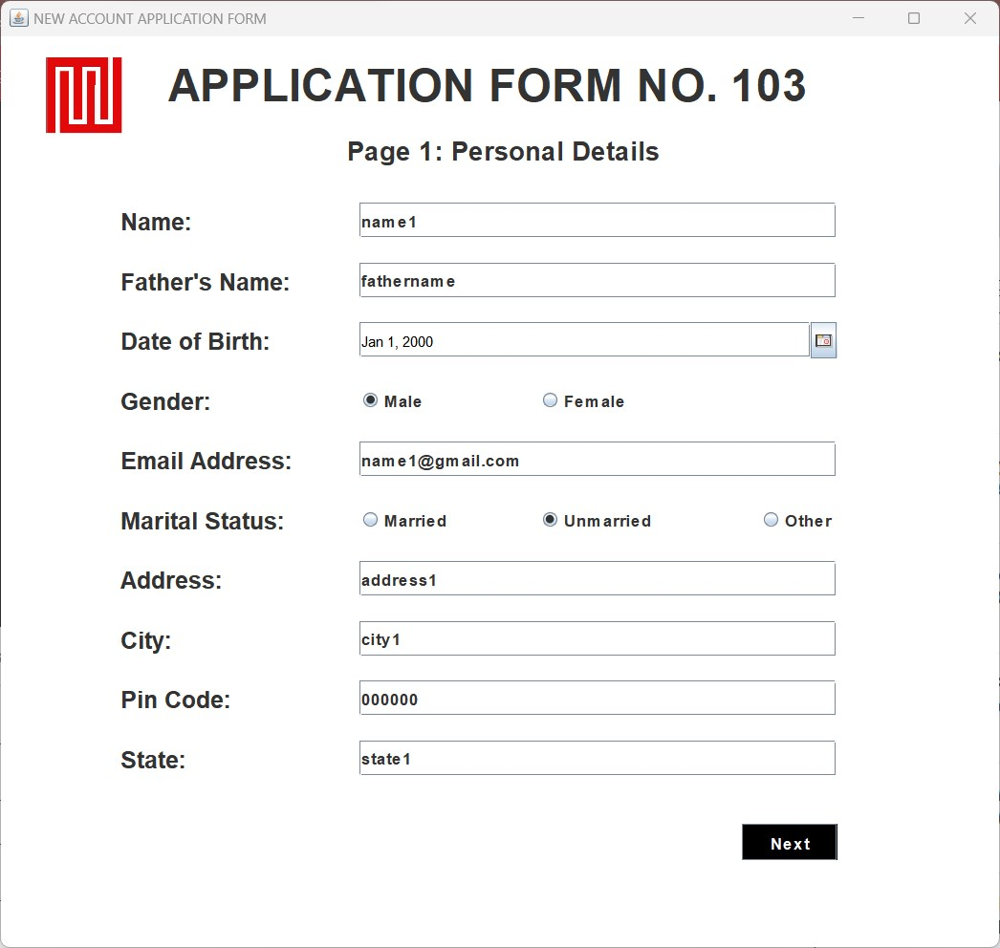 NEW ACCOUNT APPLICATION FORM
APPLICATION FORM NO. 103
Page 1: Personal Details
Name: name1
Father's Name: fathername
Date of Birth: Jan 1, 2000
Gender: Male Female
Email Address: name1@gmail.com
Marital Status: Married Unmarried Other
Address: address1
City: city1
Pin Code: 000000
State: state1
Next